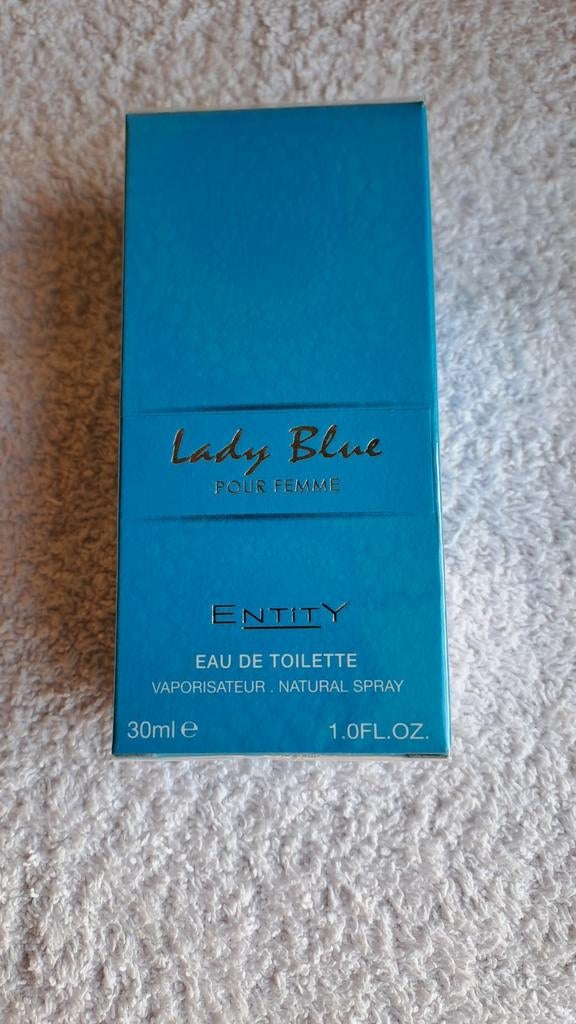 Lady Blue
POUR FEMME
ENTITY
EAU DE TOILETTE
VAPORISATEUR . NATURAL SPRAY
30ml ℮ 1.0FL.OZ.